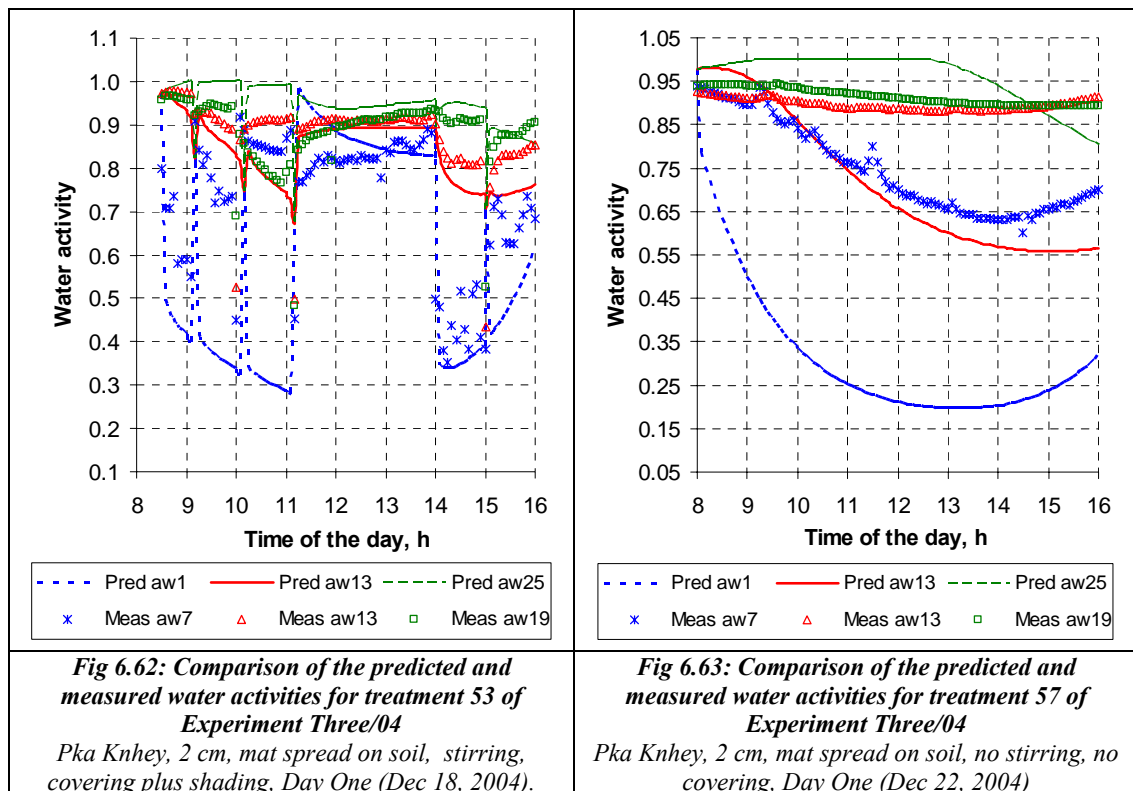 1.1
1.0
0.9
0.8
0.7
0.6
0.5
0.4
0.3
0.2
0.1
Water activity
8 9 10 11 12 13 14 15 16
Time of the day, h
Pred aw1 Pred aw13 Pred aw25
Meas aw7 Meas aw13 Meas aw19
Fig 6.62: Comparison of the predicted and
measured water activities for treatment 53 of
Experiment Three/04
Pka Knhey, 2 cm, mat spread on soil, stirring,
covering plus shading, Day One (Dec 18, 2004).
1.05
0.95
0.85
0.75
0.65
0.55
0.45
0.35
0.25
0.15
0.05
Water activity
8 9 10 11 12 13 14 15 16
Time of the day, h
Pred aw1 Pred aw13 Pred aw25
Meas aw7 Meas aw13 Meas aw19
Fig 6.63: Comparison of the predicted and
measured water activities for treatment 57 of
Experiment Three/04
Pka Knhey, 2 cm, mat spread on soil, no stirring, no
covering, Day One (Dec 22, 2004)